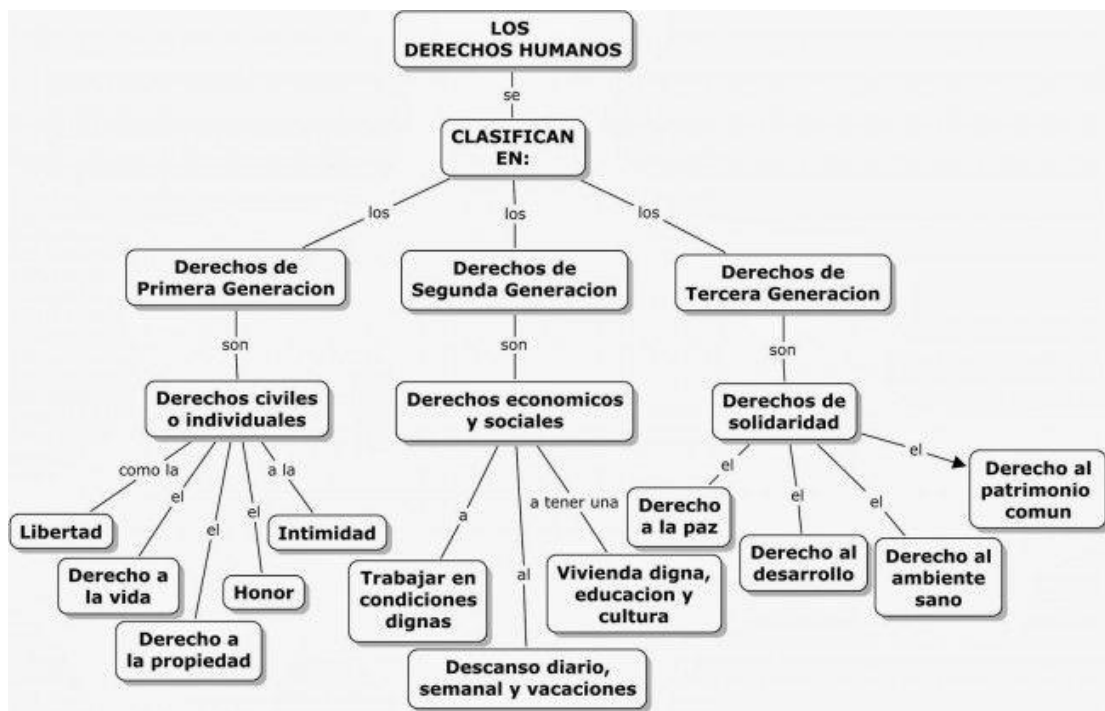 LOS
DERECHOS HUMANOS
se
CLASIFICAN
EN:
los
los
los
Derechos de
Primera Generacion
Derechos de
Segunda Generacion
Derechos de
Tercera Generacion
son
son
son
Derechos civiles
o individuales
Derechos economicos
y sociales
Derechos de
solidaridad
como la
el
el
el
a la
a
al
a tener una
el
el
el
el
Libertad
Derecho a
la vida
Derecho a
la propiedad
Honor
Intimidad
Trabajar en
condiciones
dignas
Descanso diario,
semanal y vacaciones
Vivienda digna,
educacion y
cultura
Derecho
a la paz
Derecho al
desarrollo
Derecho al
ambiente
sano
Derecho al
patrimonio
comun